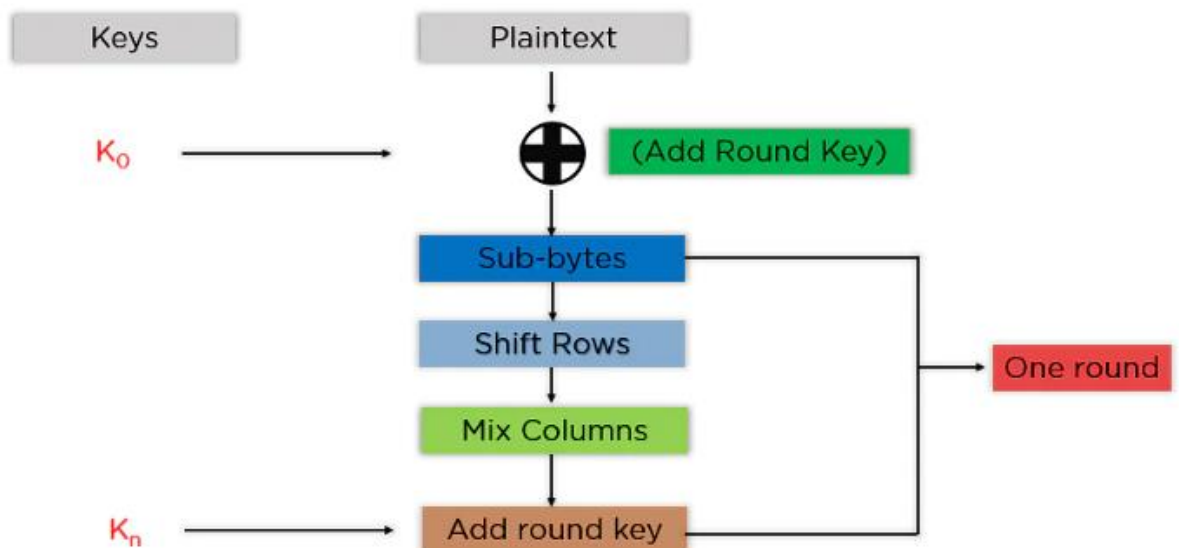 Keys
Plaintext
K₀
(Add Round Key)
Sub-bytes
Shift Rows
One round
Mix Columns
Kₙ
Add round key